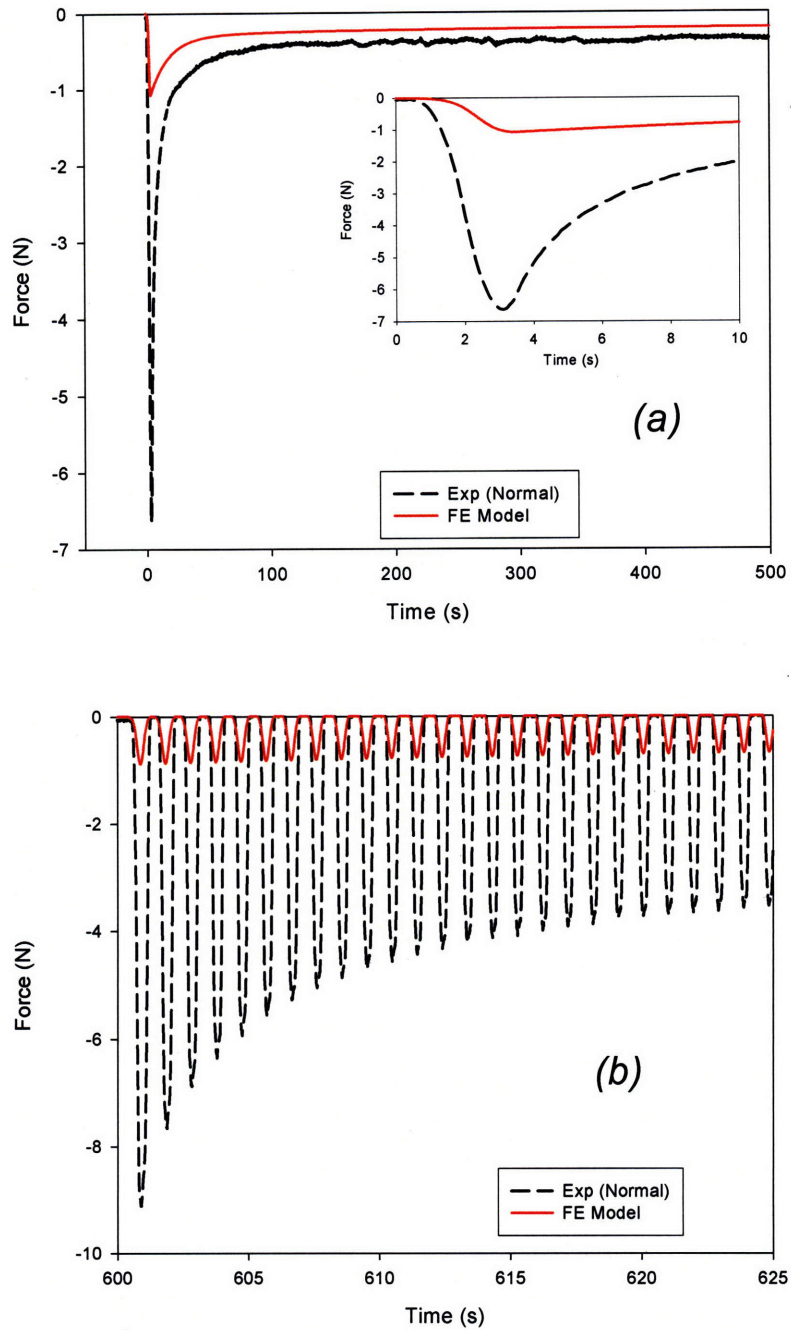 0
-1
-2
-3
-4
-5
-6
-7
Force (N)
0 100 200 300 400 500
Time (s)
0
-1
-2
-3
-4
-5
-6
-7
Force (N)
0 2 4 6 8 10
Time (s)
(a)
Exp (Normal)
FE Model
0
-2
-4
-6
-8
-10
Force (N)
600 605 610 615 620 625
Time (s)
(b)
Exp (Normal)
FE Model